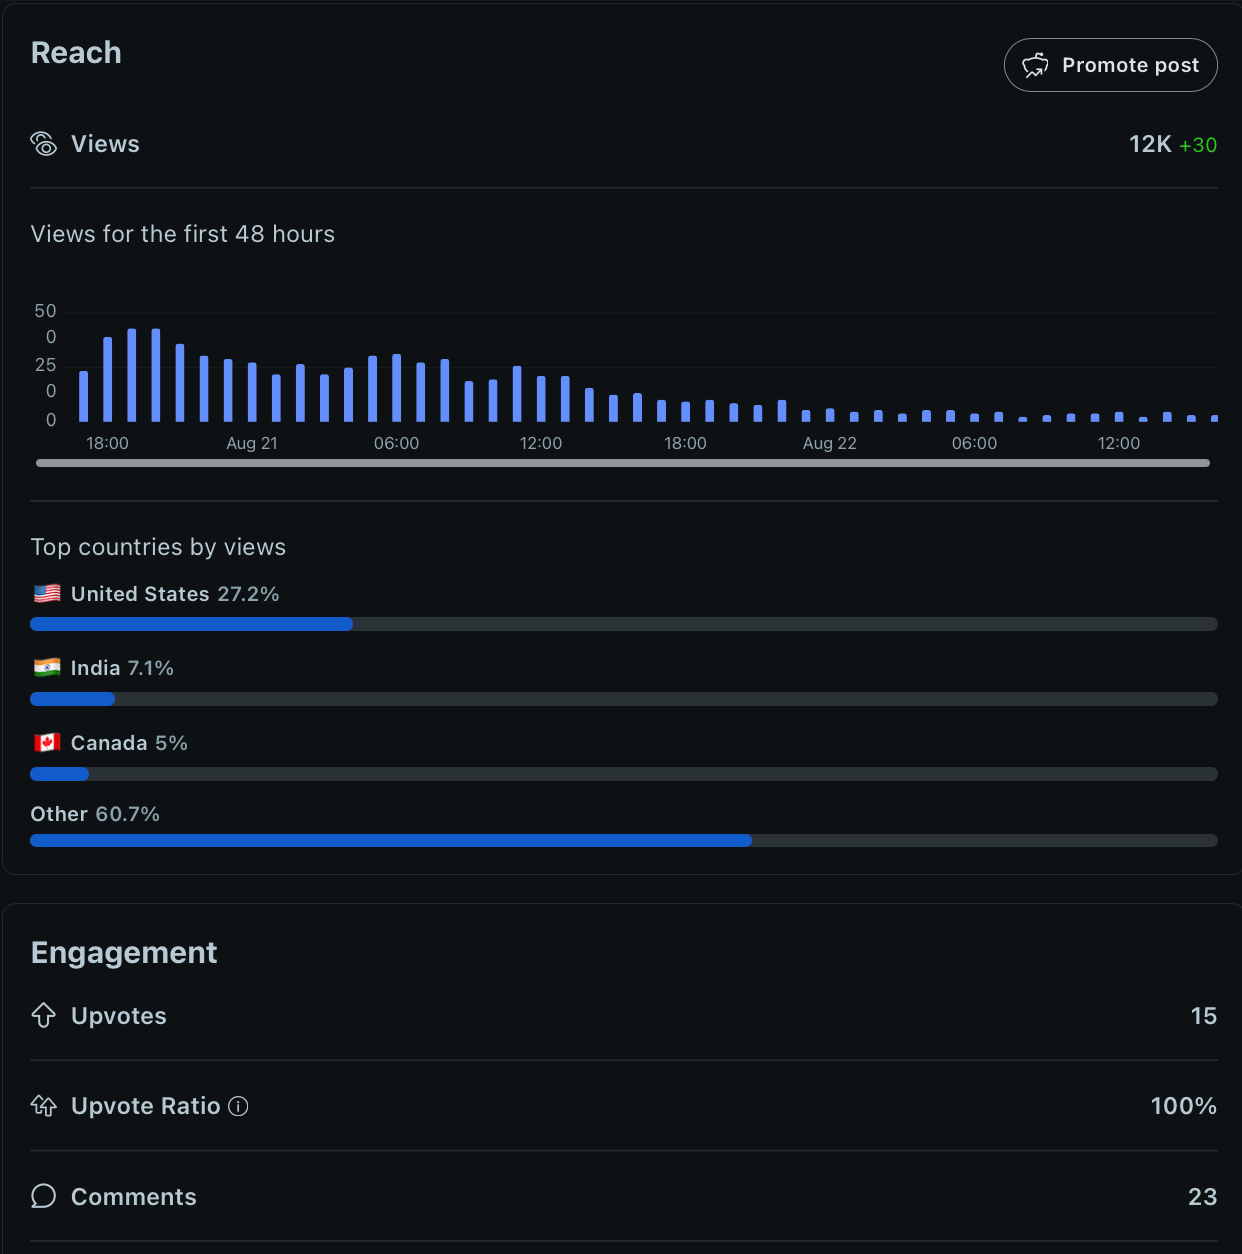 Reach
Promote post
Views
12K +30
Views for the first 48 hours
50
0
25
0
0
18:00 Aug 21 06:00 12:00 18:00 Aug 22 06:00 12:00
Top countries by views
United States 27.2%
India 7.1%
Canada 5%
Other 60.7%
Engagement
Upvotes
15
Upvote Ratio
100%
Comments
23